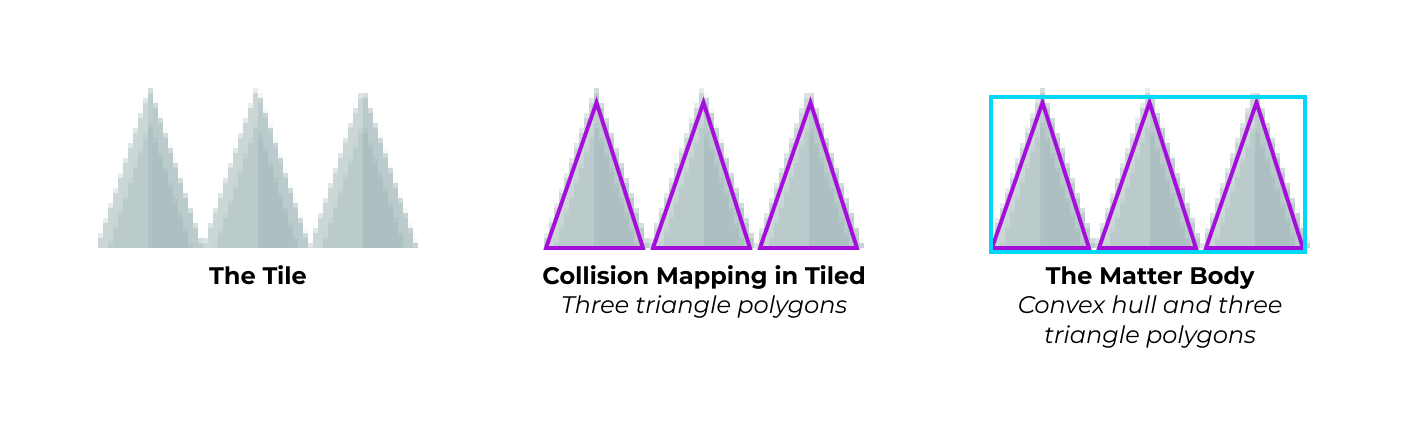 The Tile
Collision Mapping in Tiled
Three triangle polygons
The Matter Body
Convex hull and three
triangle polygons